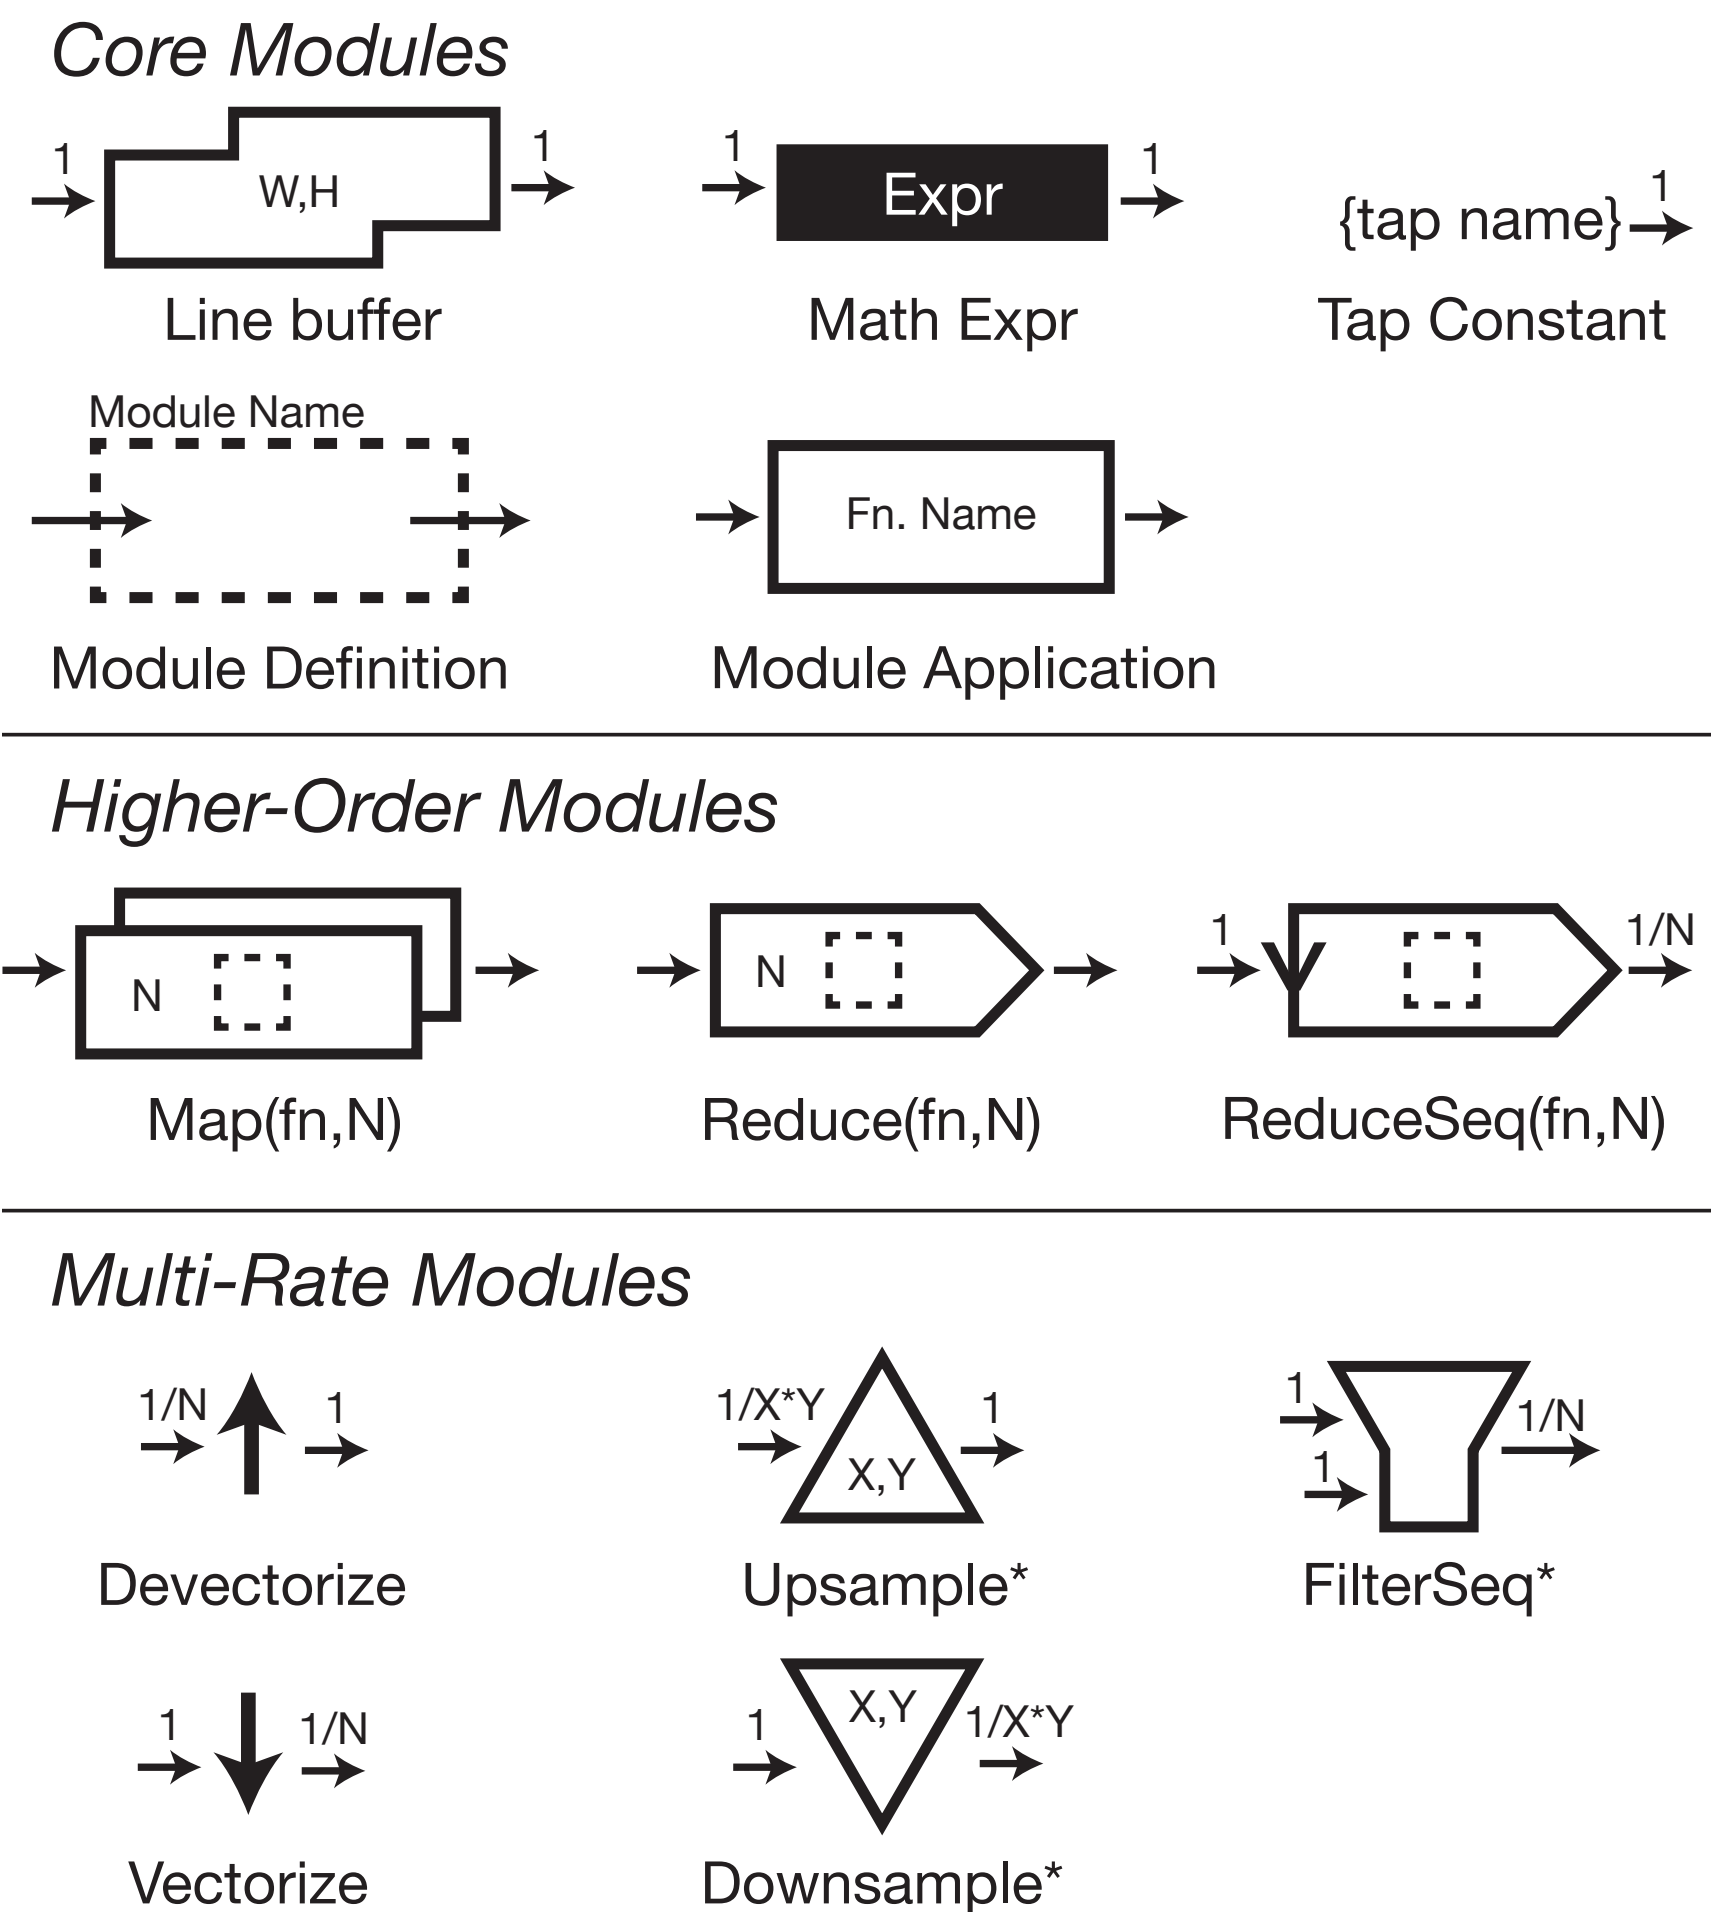 Core Modules
1 W,H 1
1 Expr 1
{tap name} 1
Line buffer
Math Expr
Tap Constant
Module Name
Fn. Name
Module Definition
Module Application
Higher-Order Modules
N
N
1 1/N
Map(fn,N)
Reduce(fn,N)
ReduceSeq(fn,N)
Multi-Rate Modules
1/N 1
1/X*Y X,Y 1
1 1 1/N
Devectorize
Upsample*
FilterSeq*
1 1/N
1 X,Y 1/X*Y
Vectorize
Downsample*